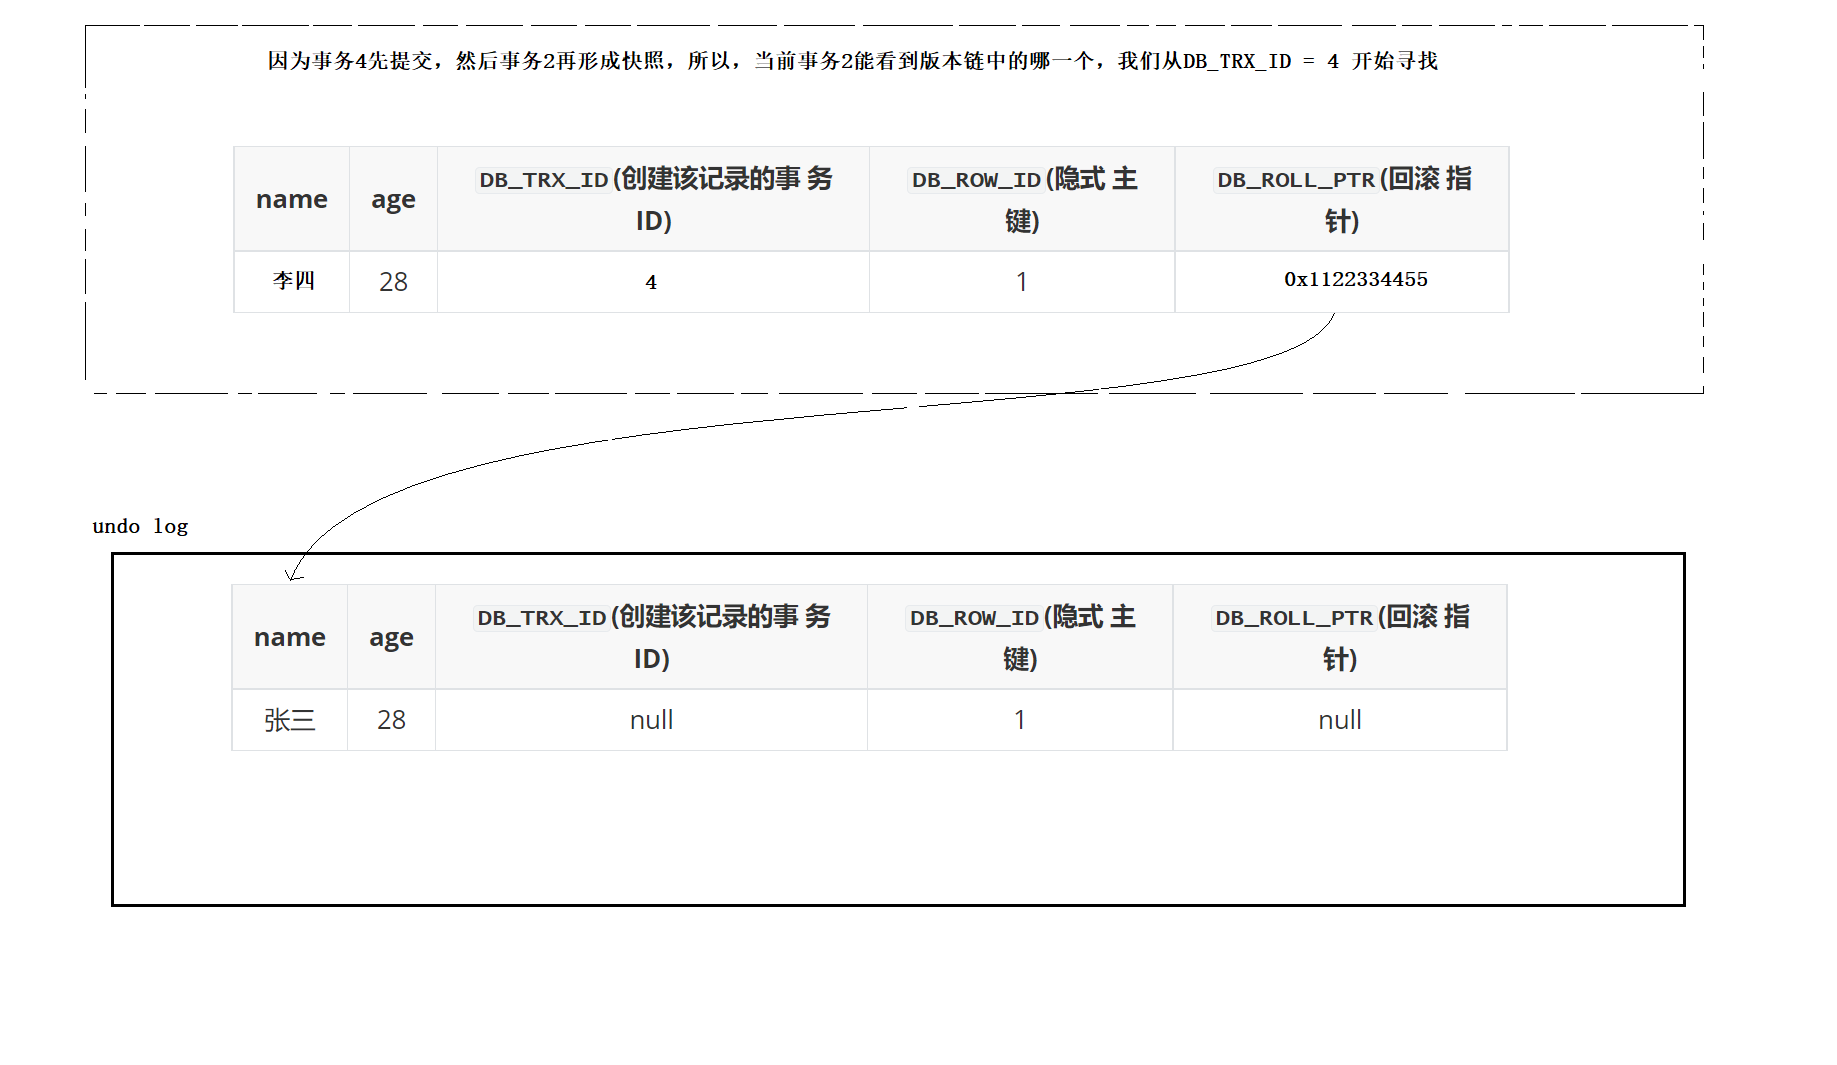 因为事务4先提交，然后事务2再形成快照，所以，当前事务2能看到版本链中的哪一个，我们从DB_TRX_ID = 4 开始寻找
name age DB_TRX_ID(创建该记录的事 务 ID) DB_ROW_ID(隐式 主 键) DB_ROLL_PTR(回滚 指 针)
李四 28 4 1 0x1122334455
undo log
name age DB_TRX_ID(创建该记录的事 务 ID) DB_ROW_ID(隐式 主 键) DB_ROLL_PTR(回滚 指 针)
张三 28 null 1 null